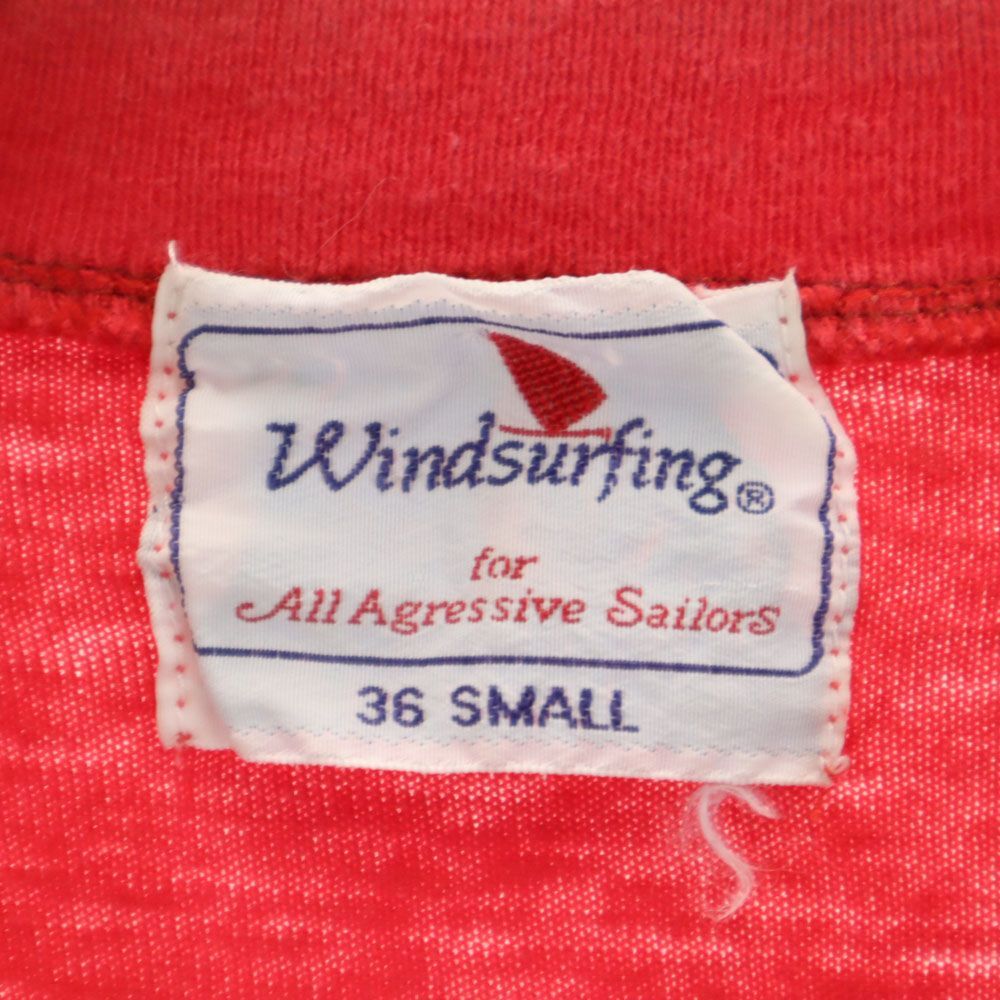 Windsurfing®
for
All Agressive Sailors
36 SMALL